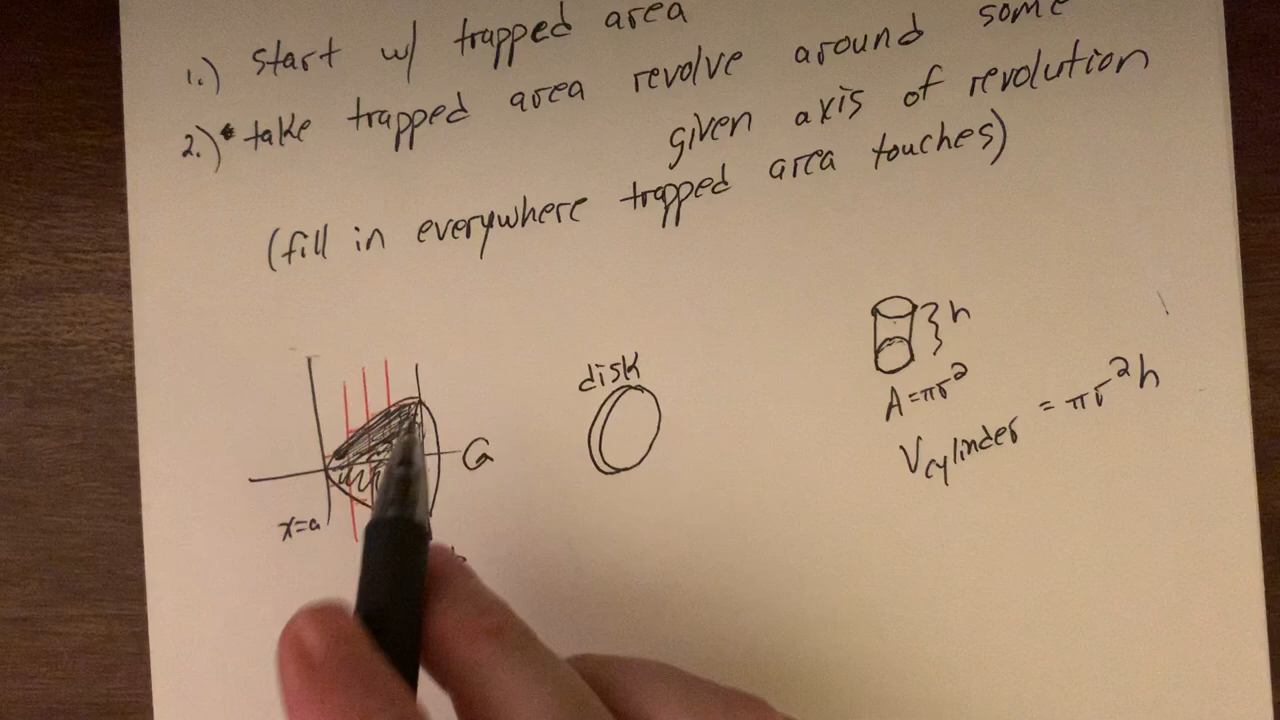 1.) start w/ trapped area
2.) take trapped area revolve around some
given axis of revolution
(fill in everywhere trapped area touches)
disk
h
A=πr²
V cylinder = πr²h
x=a